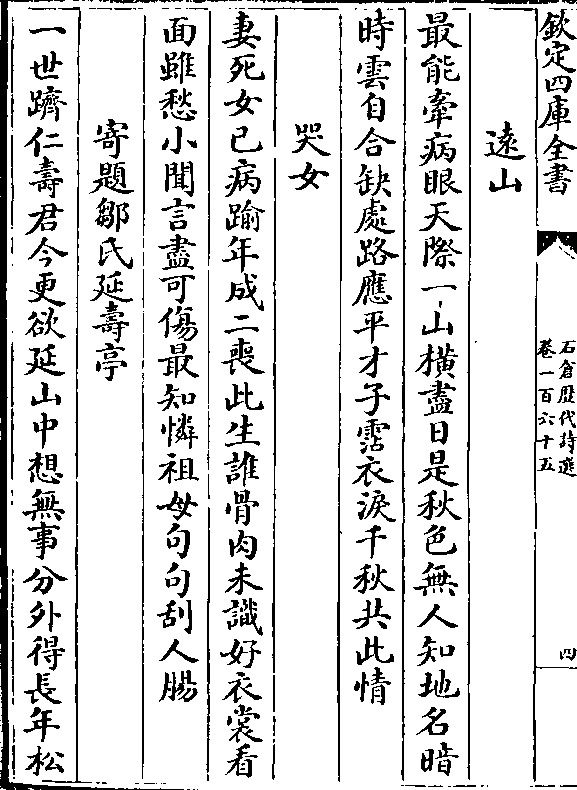 欽定四庫全書
石倉歷代詩選
卷一百六十五
四
遠山
最能牽病眼天際一山橫盡日是秋色無人知地名暗
時雲自合缺處路應平才子霑衣淚千秋共此情
哭女
妻死女已病踰年成二喪此生誰骨肉未識好衣裳看
面雖愁小聞言盡可傷最知憐祖母句句刮人腸
寄題鄒氏延壽亭
一世躋仁壽君今更欲延山中想無事分外得長年松